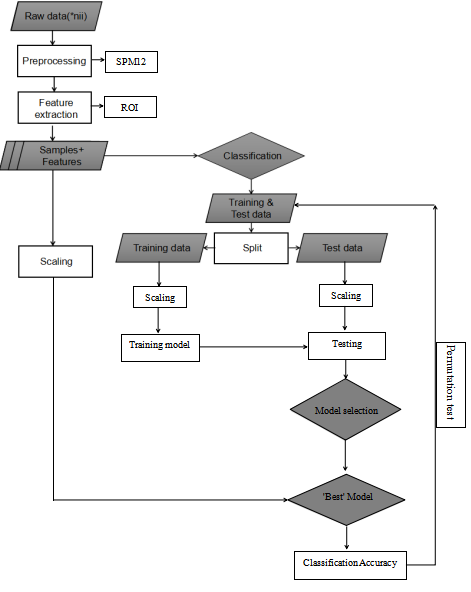 Raw data(*nii)
Preprocessing
SPM12
Feature
extraction
ROI
Samples+
Features
Classification
Training &
Test data
Training data
Split
Test data
Scaling
Scaling
Scaling
Training model
Testing
Permutation test
Model selection
'Best' Model
Classification Accuracy